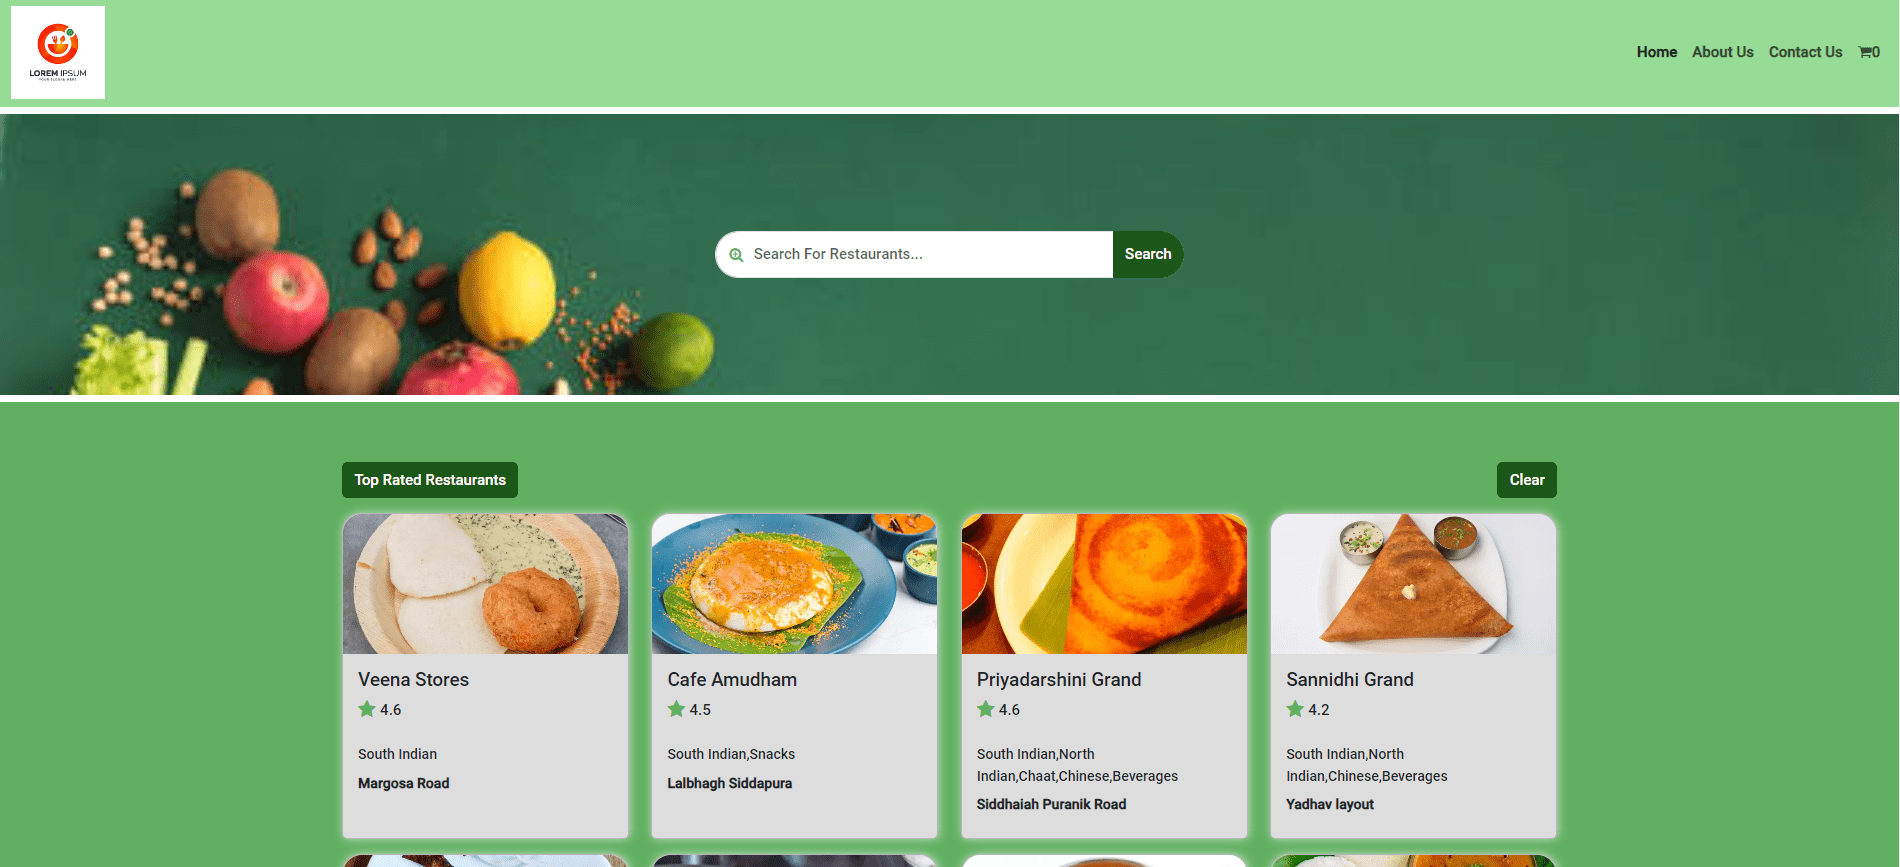 LOREM IPSUM
YOUR SLOGAN HERE
Home About Us Contact Us 0
Search For Restaurants... Search
Top Rated Restaurants Clear
Veena Stores
4.6
South Indian
Margosa Road
Cafe Amudham
4.5
South Indian,Snacks
Lalbhagh Siddapura
Priyadarshini Grand
4.6
South Indian,North
Indian,Chaat,Chinese,Beverages
Siddhaiah Puranik Road
Sannidhi Grand
4.2
South Indian,North
Indian,Chinese,Beverages
Yadhav layout